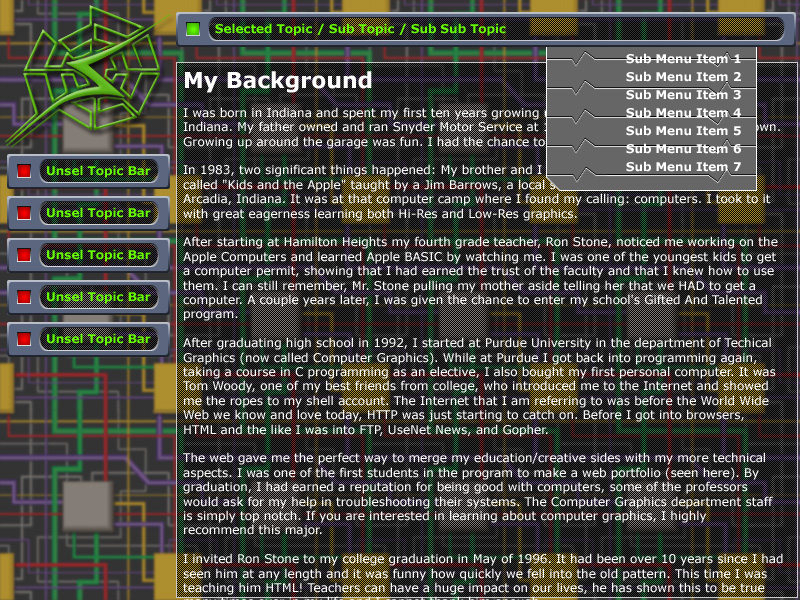 Selected Topic / Sub Topic / Sub Sub Topic
Sub Menu Item 1
Sub Menu Item 2
Sub Menu Item 3
Sub Menu Item 4
Sub Menu Item 5
Sub Menu Item 6
Sub Menu Item 7
Unsel Topic Bar
Unsel Topic Bar
Unsel Topic Bar
Unsel Topic Bar
Unsel Topic Bar
My Background
I was born in Indiana and spent my first ten years growing
Indiana. My father owned and ran Snyder Motor Service at
Growing up around the garage was fun. I had the chance to
In 1983, two significant things happened: My brother and I
called "Kids and the Apple" taught by a Jim Barrows, a local
Arcadia, Indiana. It was at that computer camp where I found my calling: computers. I took to it
with great eagerness learning both Hi-Res and Low-Res graphics.
After starting at Hamilton Heights my fourth grade teacher, Ron Stone, noticed me working on the
Apple Computers and learned Apple BASIC by watching me. I was one of the youngest kids to get
a computer permit, showing that I had earned the trust of the faculty and that I knew how to use
them. I can still remember, Mr. Stone pulling my mother aside telling her that we HAD to get a
computer. A couple years later, I was given the chance to enter my school's Gifted And Talented
program.
After graduating high school in 1992, I started at Purdue University in the department of Techical
Graphics (now called Computer Graphics). While at Purdue I got back into programming again,
taking a course in C programming as an elective, I also bought my first personal computer. It was
Tom Woody, one of my best friends from college, who introduced me to the Internet and showed
me the ropes to my shell account. The Internet that I am referring to was before the World Wide
Web we know and love today, HTTP was just starting to catch on. Before I got into browsers,
HTML and the like I was into FTP, UseNet News, and Gopher.
The web gave me the perfect way to merge my education/creative sides with my more technical
aspects. I was one of the first students in the program to make a web portfolio (seen here). By
graduation, I had earned a reputation for being good with computers, some of the professors
would ask for my help in troubleshooting their systems. The Computer Graphics department staff
is simply top notch. If you are interested in learning about computer graphics, I highly
recommend this major.
I invited Ron Stone to my college graduation in May of 1996. It had been over 10 years since I had
seen him at any length and it was funny how quickly we fell into the old pattern. This time I was
teaching him HTML! Teachers can have a huge impact on our lives, he has shown this to be true